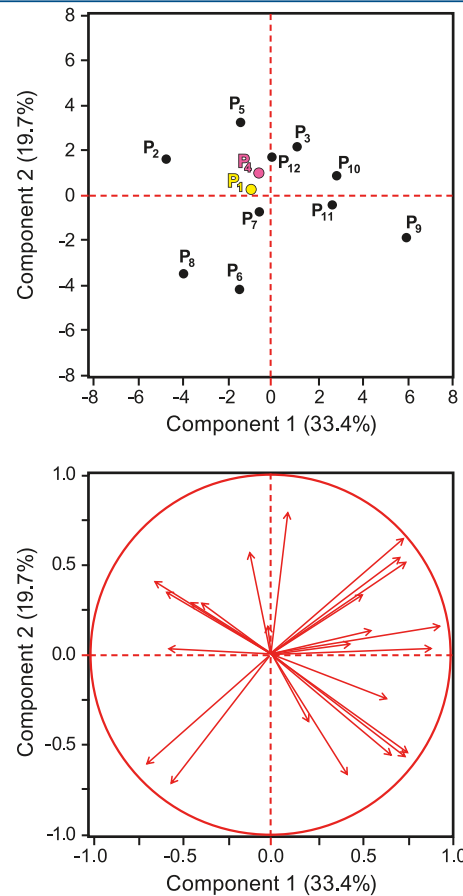 8
6
4
2
0
-2
-4
-6
-8
Component 2 (19.7%)
P5
P3
P2
P4
P12
P10
P1
P11
P7
P9
P8
P6
-8 -6 -4 -2 0 2 4 6 8
Component 1 (33.4%)
1.0
0.5
0.0
-0.5
-1.0
Component 2 (19.7%)
-1.0 -0.5 0.0 0.5 1.0
Component 1 (33.4%)